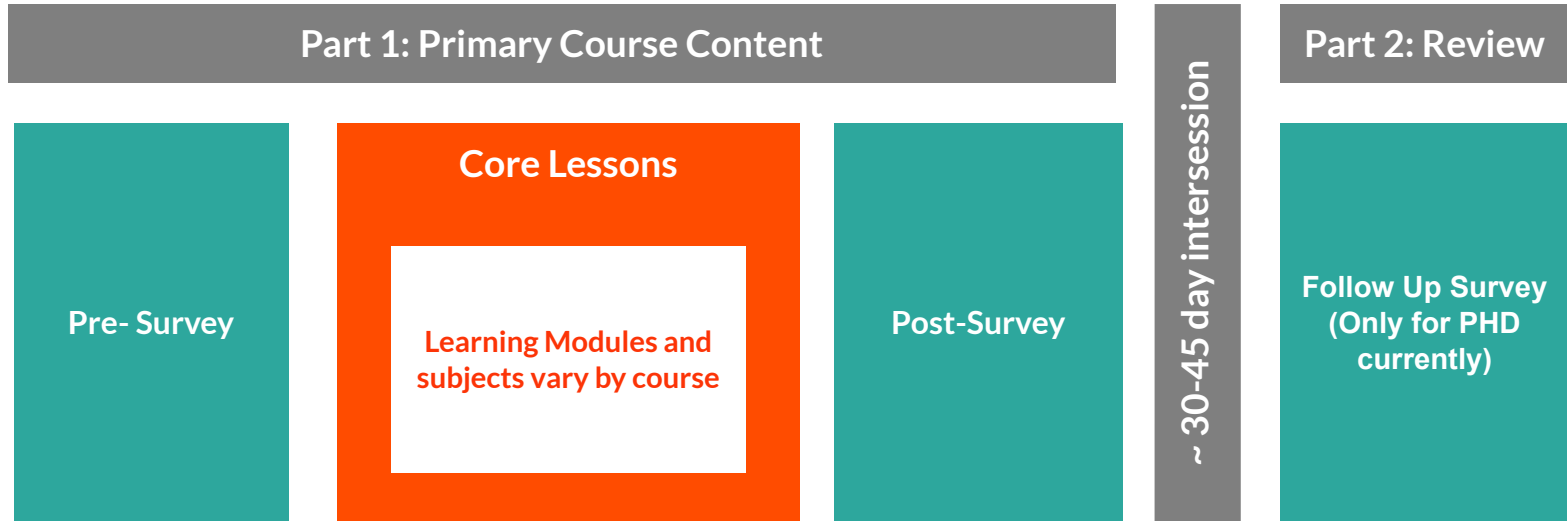 Part 1: Primary Course Content
Pre- Survey
Core Lessons
Learning Modules and
subjects vary by course
Post-Survey
~ 30-45 day intersession
Part 2: Review
Follow Up Survey
(Only for PHD
currently)